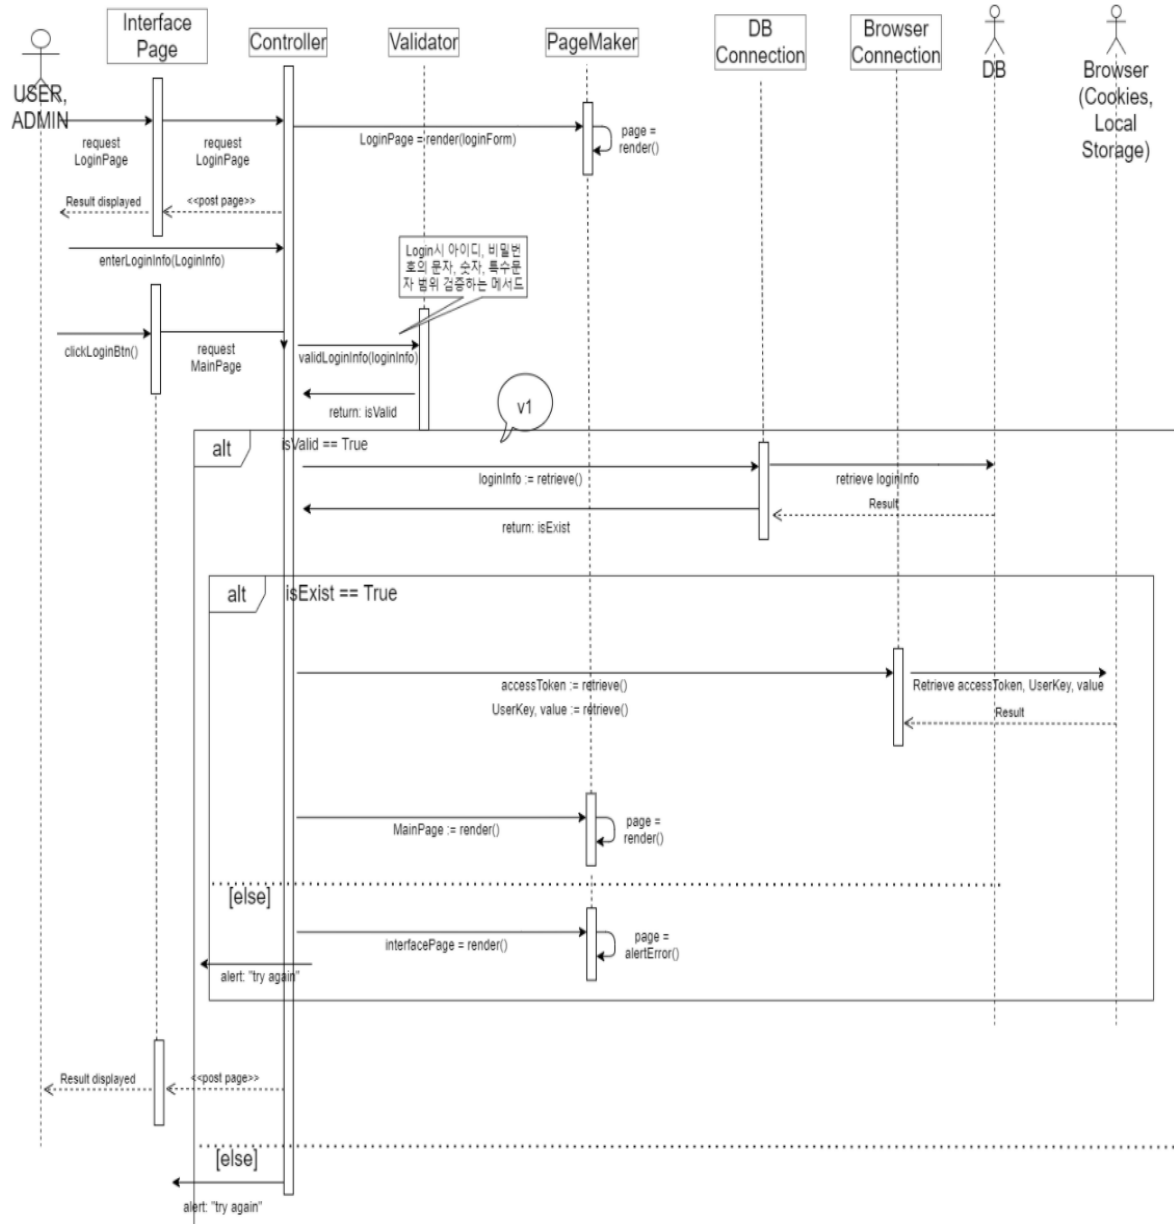 Interface
Page
Controller
Validator
PageMaker
DB
Connection
Browser
Connection
DB
Browser
(Cookies,
Local
Storage)
USER,
ADMIN
request
LoginPage
request
LoginPage
LoginPage = render(loginForm)
page =
render()
Result displayed
<<post page>>
enterLoginInfo(LoginInfo)
Login시 아이디, 비밀번
호의 문자, 숫자, 특수문
자 범위 검증하는 메서드
clickLoginBtn()
request
MainPage
validLoginInfo(loginInfo)
return: isValid
v1
alt
isValid == True
loginInfo := retrieve()
retrieve loginInfo
Result
return: isExist
alt
isExist == True
accessToken := retrieve()
UserKey, value := retrieve()
Retrieve accessToken, UserKey, value
Result
MainPage := render()
page =
render()
[else]
interfacePage = render()
page =
alertError()
alert: "try again"
Result displayed
<<post page>>
[else]
alert: "try again"